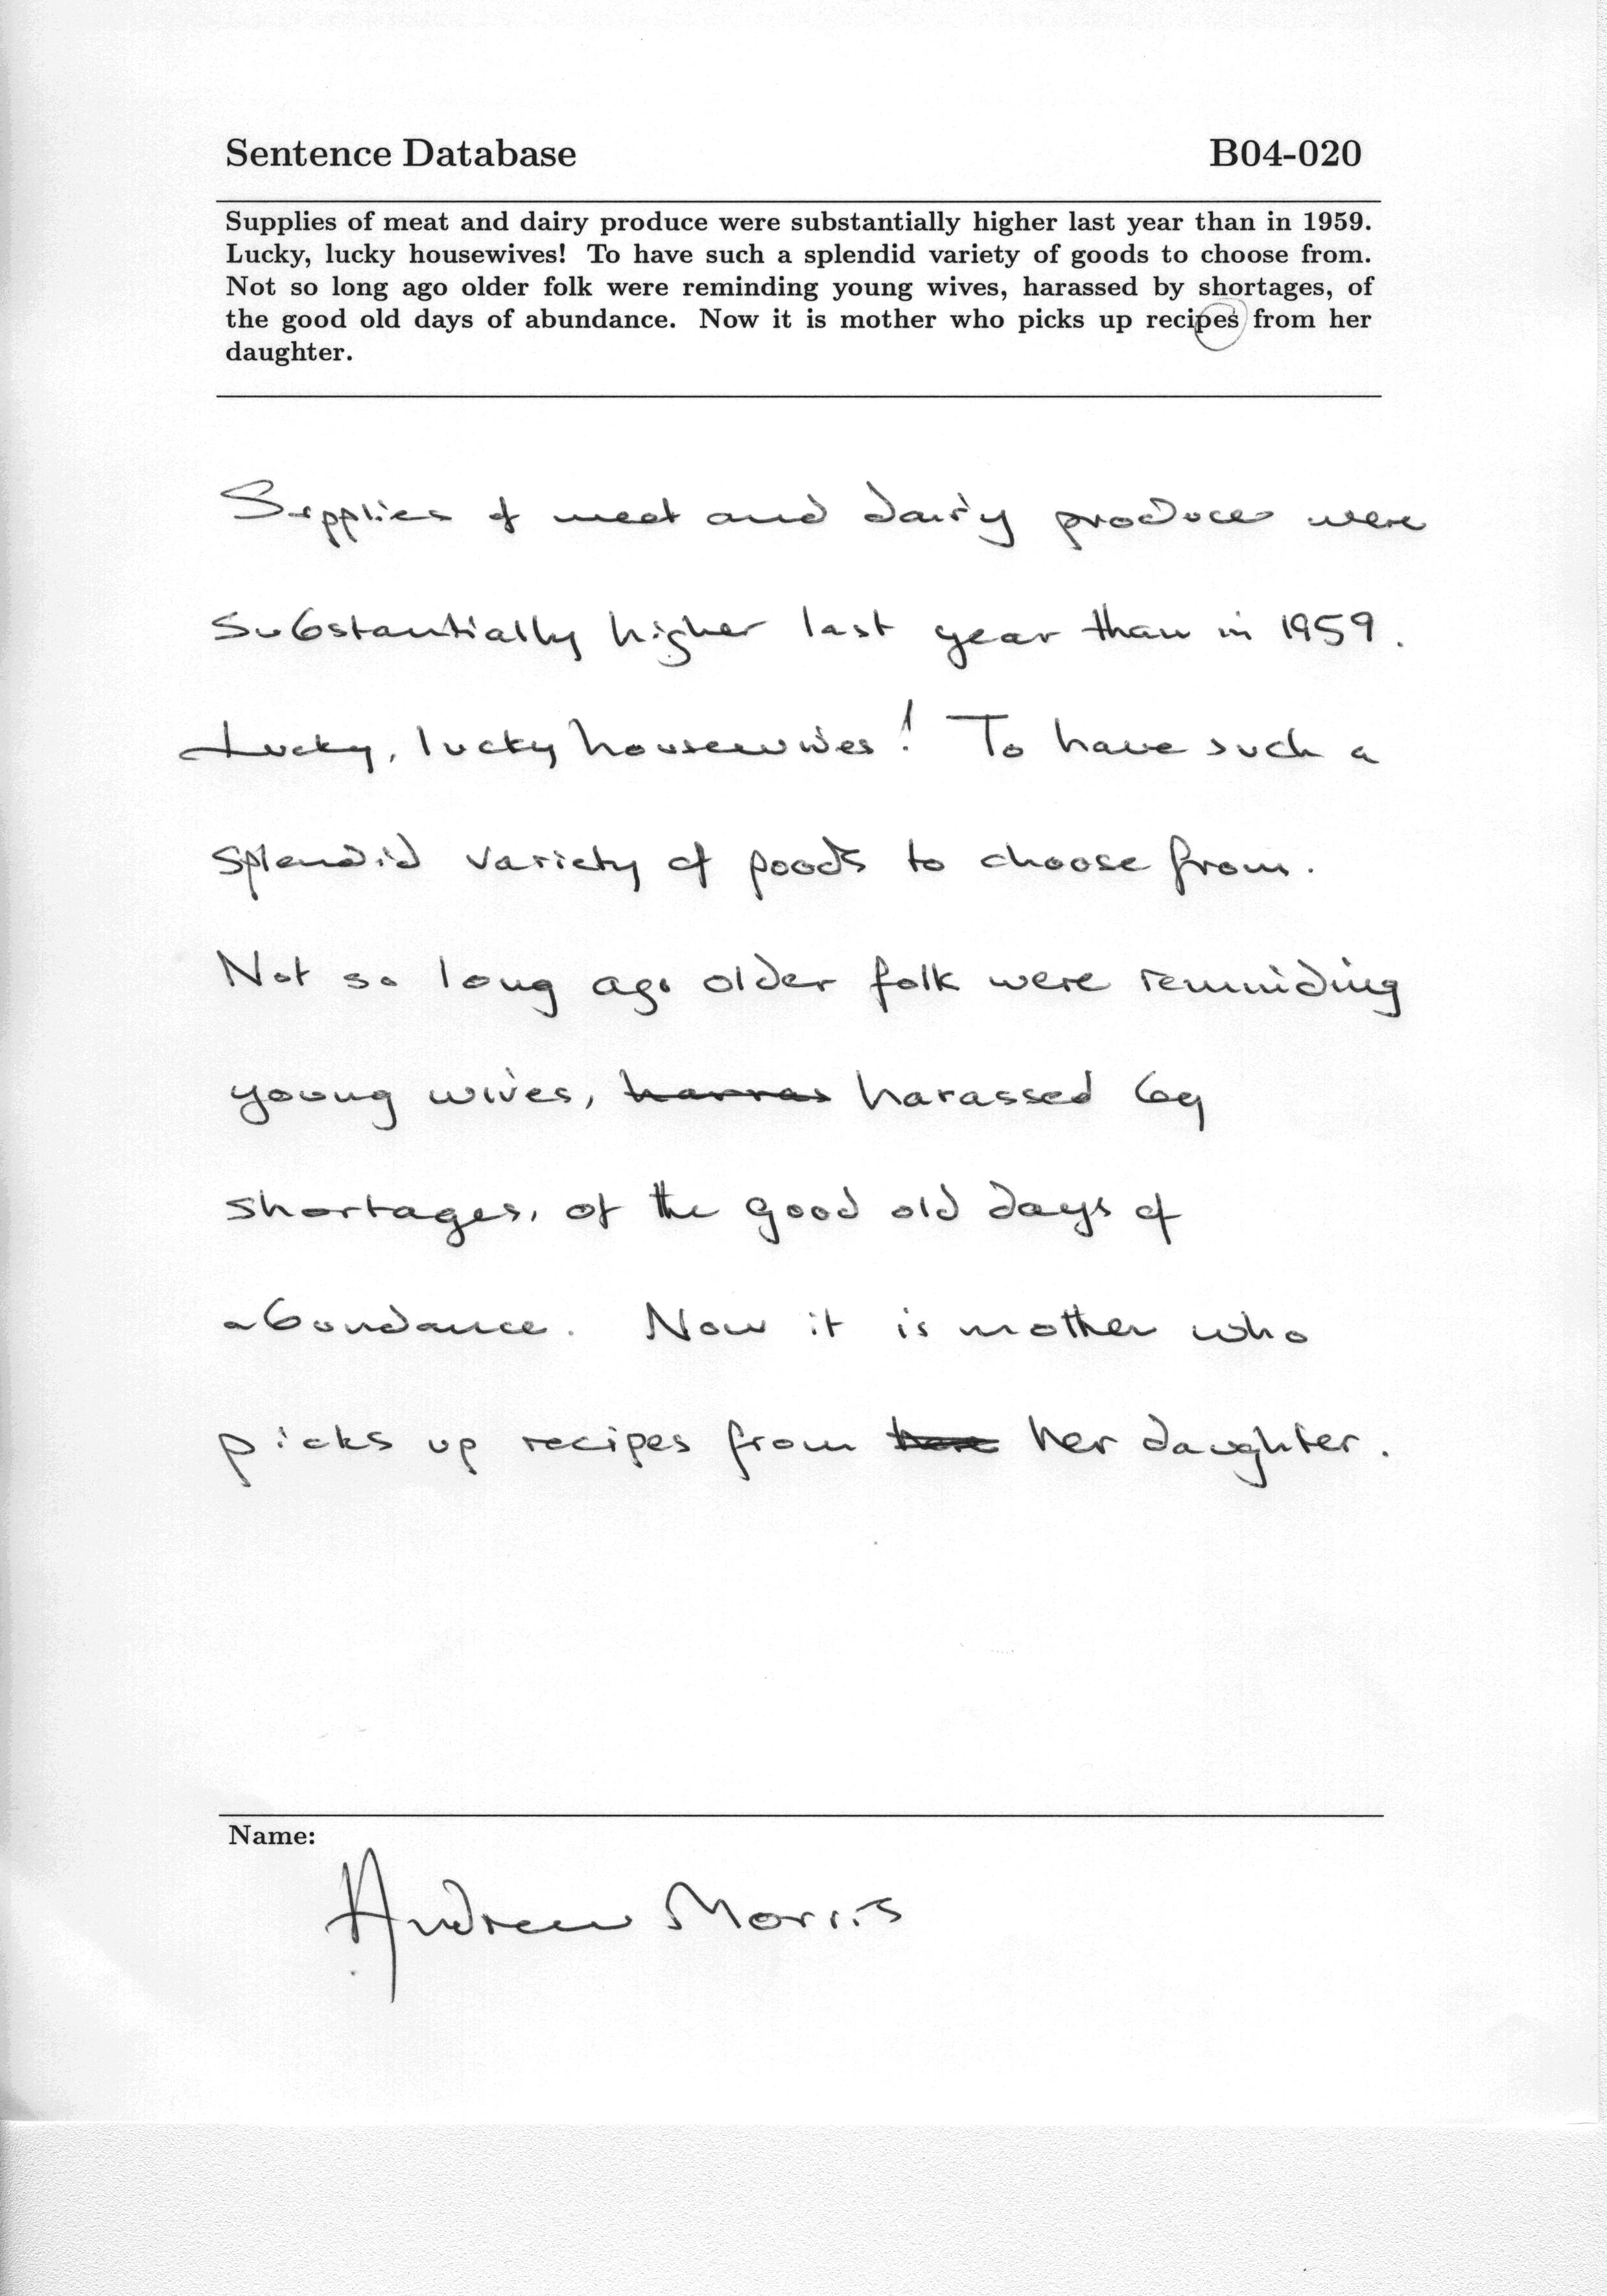 Sentence Database B04-020
Supplies of meat and dairy produce were substantially higher last year than in 1959.
Lucky, lucky housewives! To have such a splendid variety of goods to choose from.
Not so long ago older folk were reminding young wives, harassed by shortages, of
the good old days of abundance. Now it is mother who picks up recipes from her
daughter.
Supplies of meat and dairy produce were
substantially higher last year than in 1959.
Lucky, lucky housewives! To have such a
splendid variety of goods to choose from.
Not so long ago older folk were reminding
young wives, harras harassed by
shortages, of the good old days of
abundance. Now it is mother who
picks up recipes from her daughter.
Name:
Andrew Morris